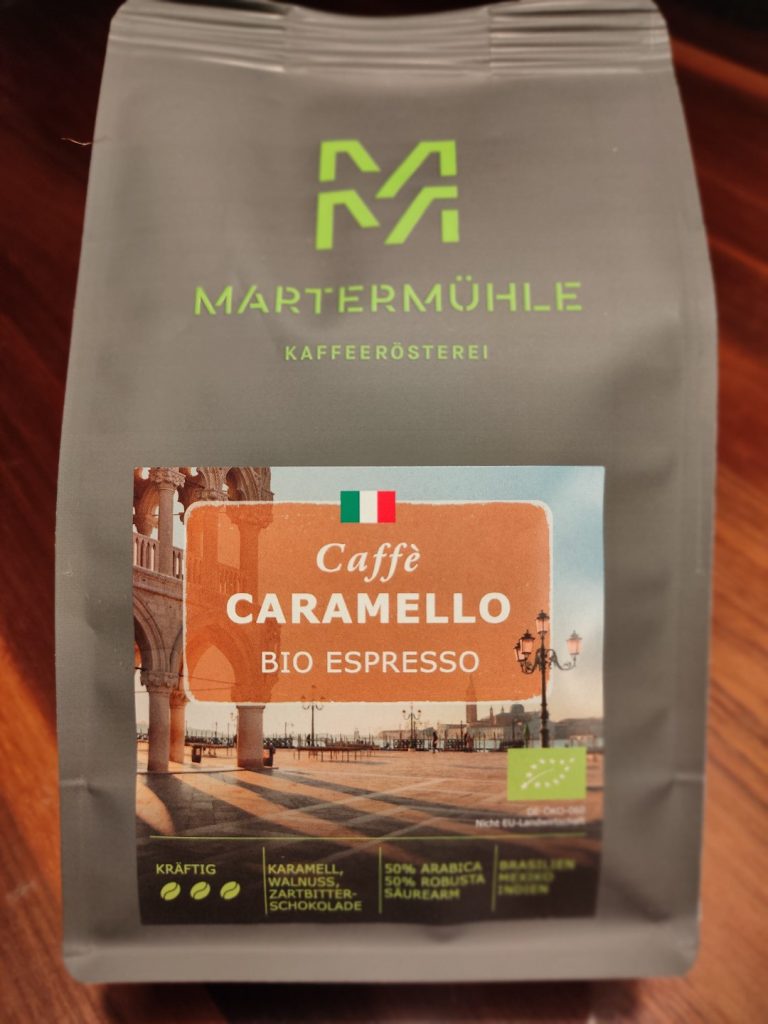 MARTERMÜHLE
KAFFEERÖSTEREI
Caffè
CARAMELLO
BIO ESPRESSO
Nicht EU-Landwirtschaft
KRÄFTIG
KARAMELL,
WALNUSS,
ZARTBITTER-
SCHOKOLADE
50% ARABICA
50% ROBUSTA
SÄUREARM
BRASILIEN
MEXIKO
INDIEN